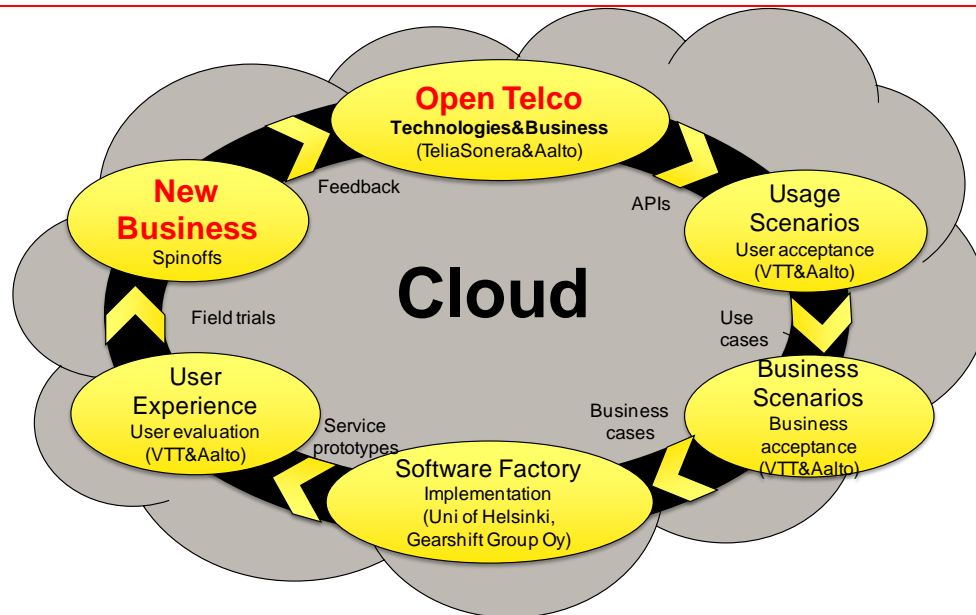 Open Telco
Technologies&Business
(TeliaSonera&Aalto)
New
Business
Spinoffs
Feedback
APIs
Usage
Scenarios
User acceptance
(VTT&Aalto)
Cloud
Field trials
Use
cases
User
Experience
User evaluation
(VTT&Aalto)
Service
prototypes
Business
cases
Business
Scenarios
Business
acceptance
(VTT&Aalto)
Software Factory
Implementation
(Uni of Helsinki,
Gearshift Group Oy)